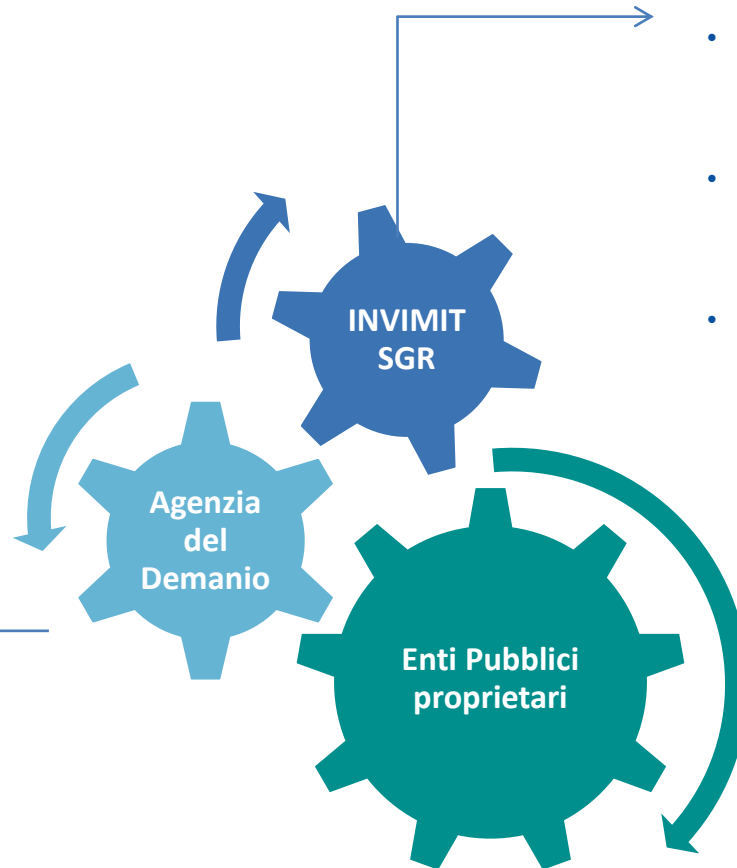 INVIMIT
SGR
Agenzia
del
Demanio
Enti Pubblici
proprietari